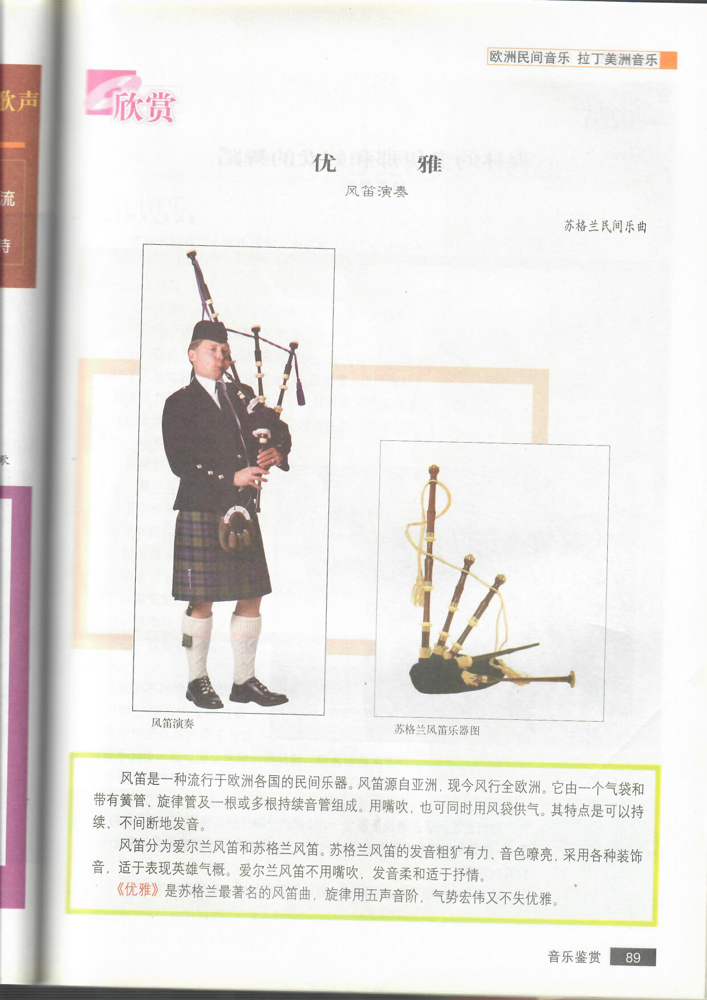 欧洲民间音乐 拉丁美洲音乐
欣赏
优 雅
风笛演奏
苏格兰民间乐曲
歌声
流
持
歌
风笛演奏
苏格兰风笛乐器图
风笛是一种流行于欧洲各国的民间乐器。风笛源自亚洲，现今风行全欧洲。它由一个气袋和
带有簧管、旋律管及一根或多根持续音管组成。用嘴吹，也可同时用风袋供气。其特点是可以持
续、不间断地发音。
风笛分为爱尔兰风笛和苏格兰风笛。苏格兰风笛的发音粗犷有力、音色嘹亮，采用各种装饰
音，适于表现英雄气概。爱尔兰风笛不用嘴吹，发音柔和适于抒情。
《优雅》是苏格兰最著名的风笛曲，旋律用五声音阶，气势宏伟又不失优雅。
音乐鉴赏 89